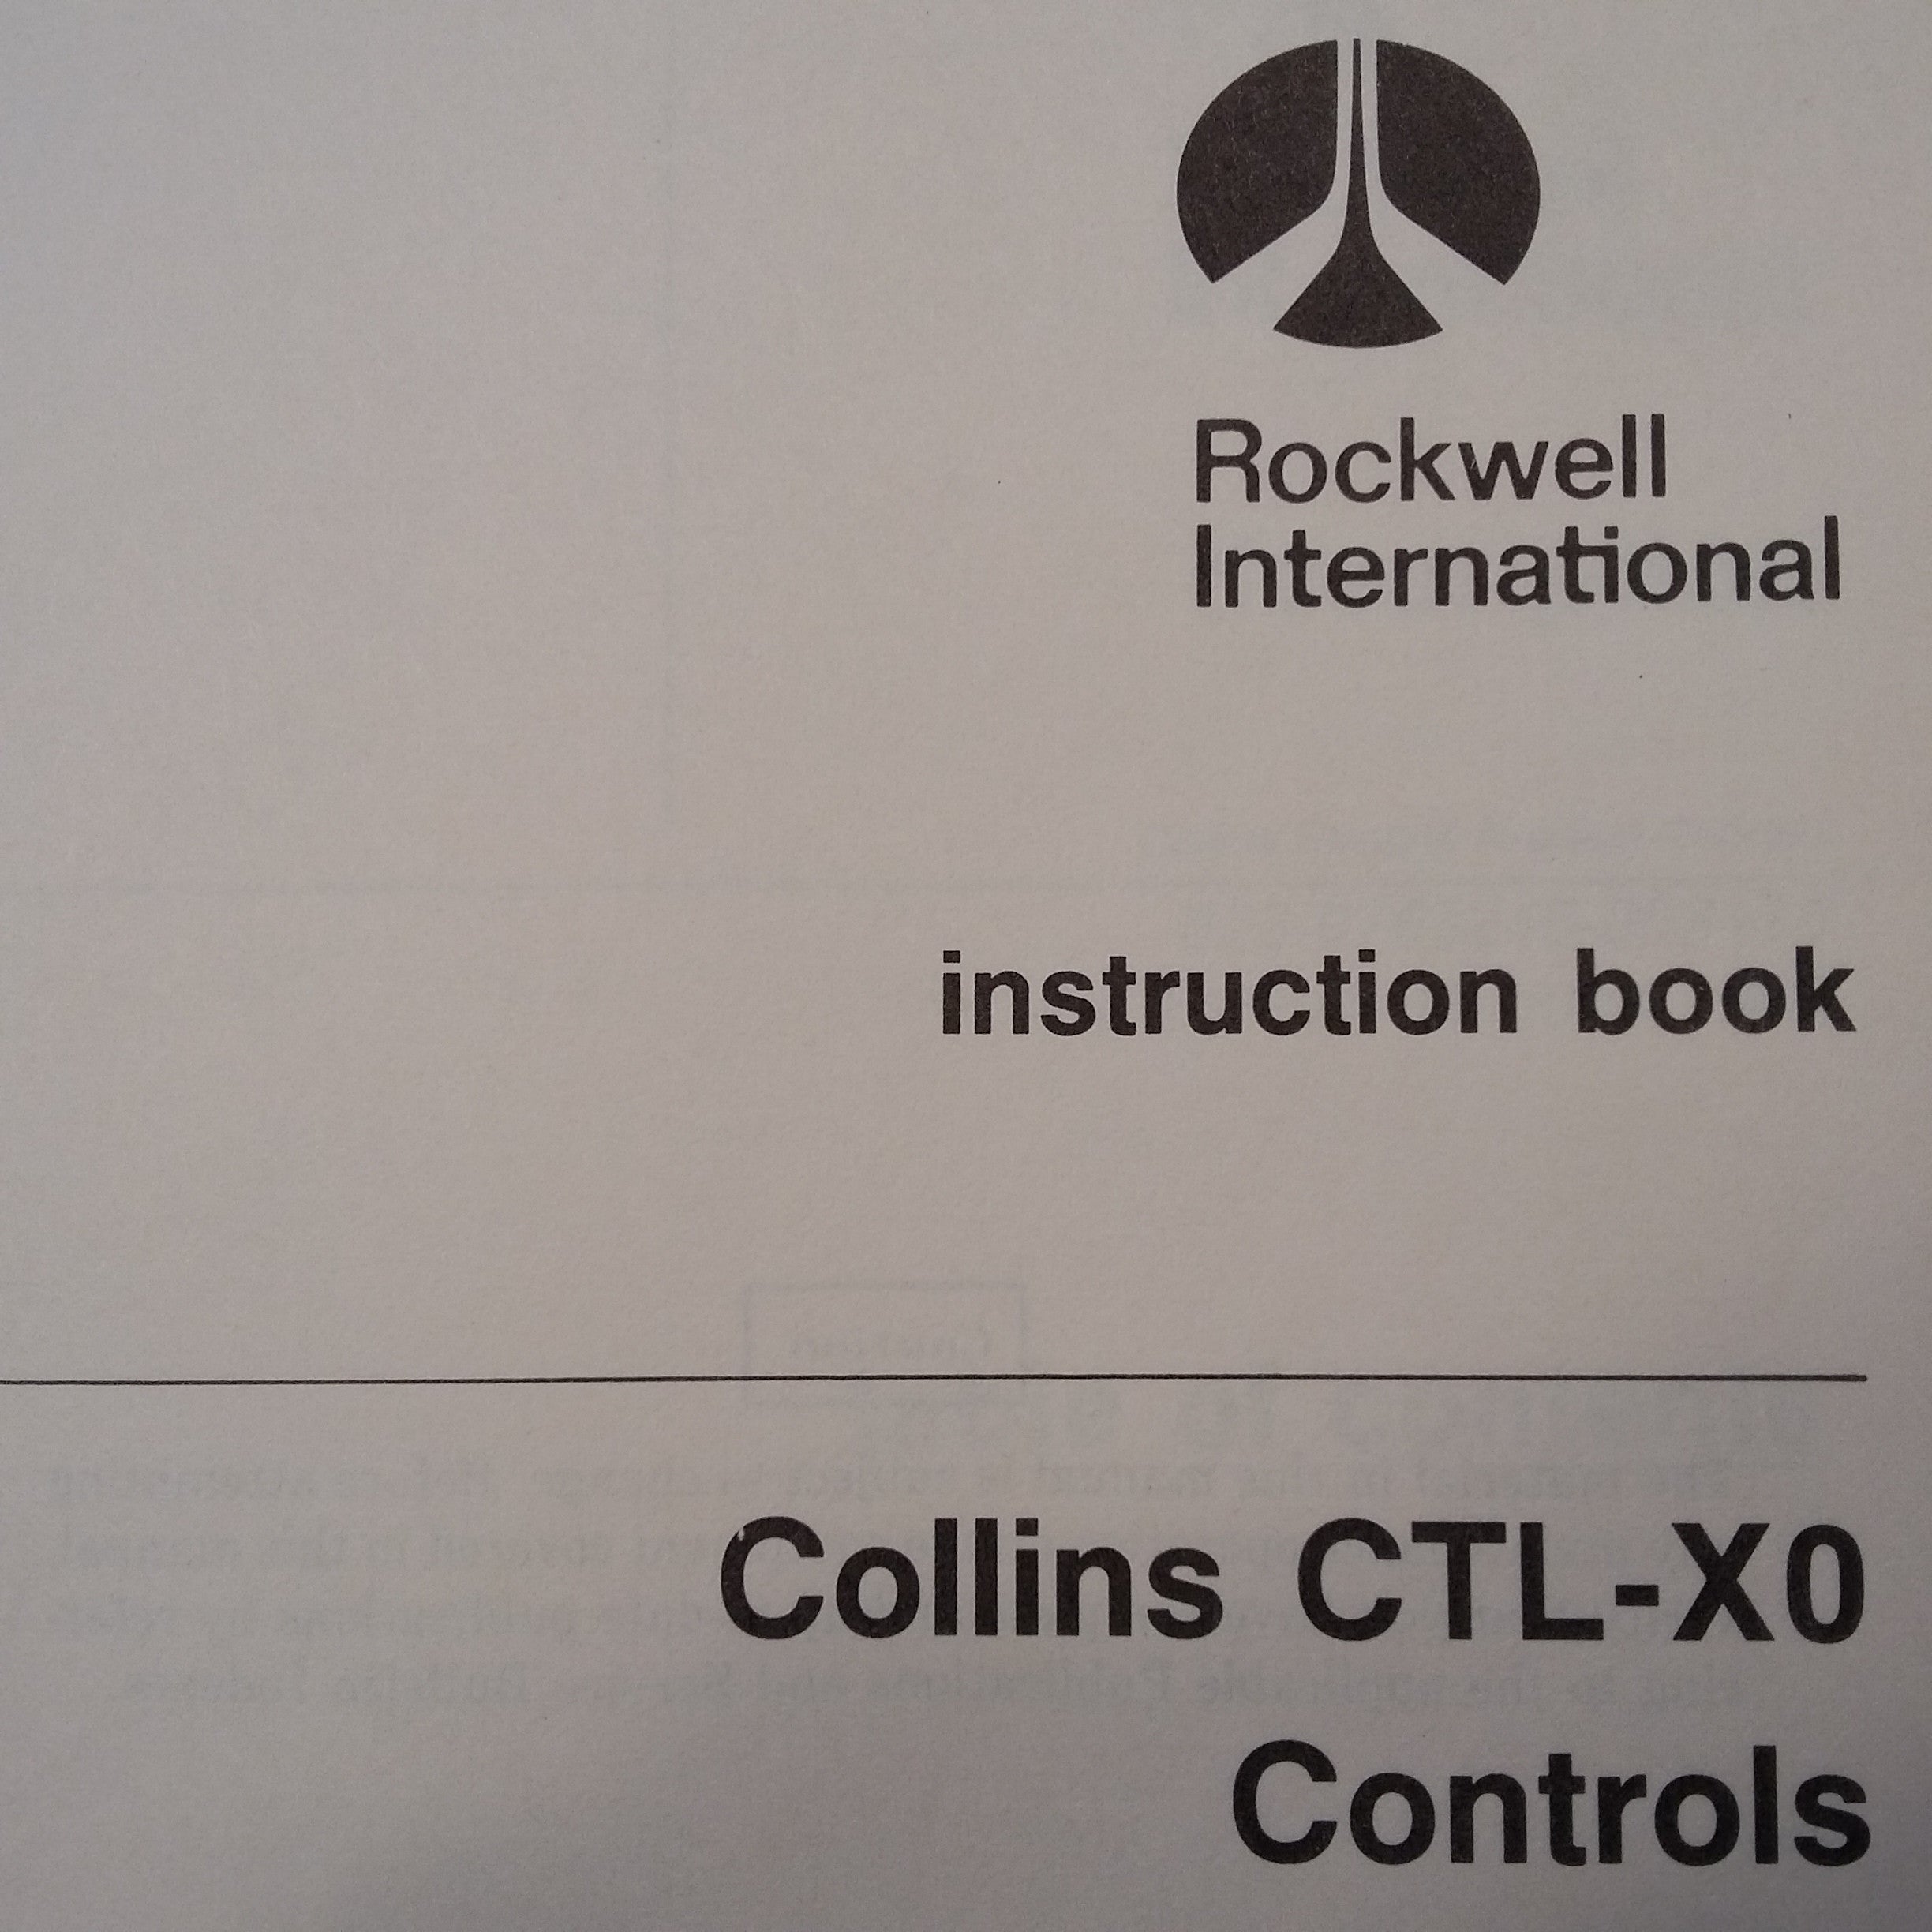 Rockwell
International
instruction book
Collins CTL-X0
Controls